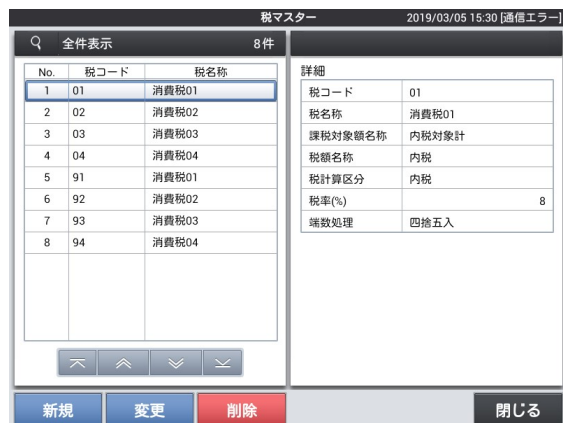 税マスター 2019/03/05 15:30 [通信エラー]
全件表示 8件
No. 税コード 税名称
1 01 消費税01
2 02 消費税02
3 03 消費税03
4 04 消費税04
5 91 消費税01
6 92 消費税02
7 93 消費税03
8 94 消費税04
詳細
税コード 01
税名称 消費税01
課税対象額名称 内税対象計
税額名称 内税
税計算区分 内税
税率(%) 8
端数処理 四捨五入
新規 変更 削除 閉じる